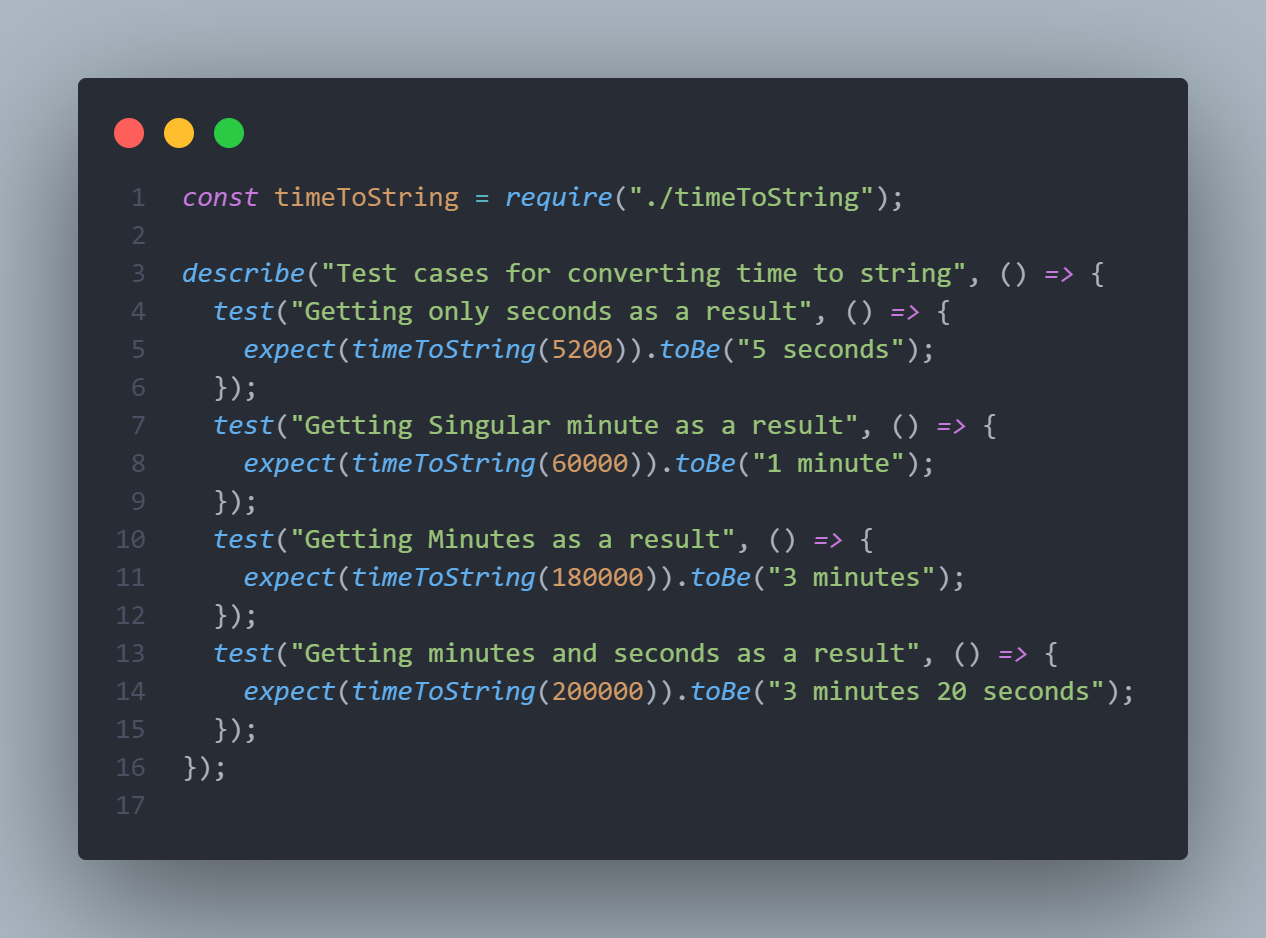 1 const timeToString = require("./timeToString");
2
3 describe("Test cases for converting time to string", () => {
4   test("Getting only seconds as a result", () => {
5     expect(timeToString(5200)).toBe("5 seconds");
6   });
7   test("Getting Singular minute as a result", () => {
8     expect(timeToString(60000)).toBe("1 minute");
9   });
10   test("Getting Minutes as a result", () => {
11     expect(timeToString(180000)).toBe("3 minutes");
12   });
13   test("Getting minutes and seconds as a result", () => {
14     expect(timeToString(200000)).toBe("3 minutes 20 seconds");
15   });
16 });
17